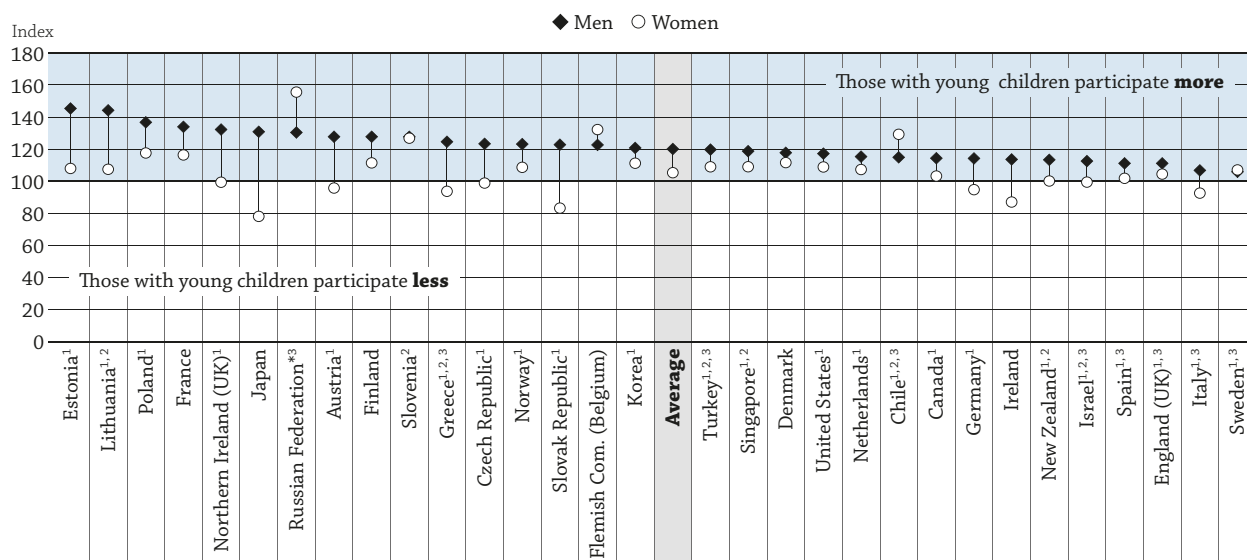 Men Women
Index
180
160
140
120
100
80
60
40
20
0
Those with young children participate more
Those with young children participate less
Estonia¹
Lithuania¹,²
Poland¹
France
Northern Ireland (UK)¹
Japan
Russian Federation*³
Austria¹
Finland
Slovenia²
Greece¹,²,³
Czech Republic¹
Norway¹
Slovak Republic¹
Flemish Com. (Belgium)
Korea¹
Average
Turkey¹,²,³
Singapore¹,²
Denmark
United States¹
Netherlands¹
Chile¹,²,³
Canada¹
Germany¹
Ireland
New Zealand¹,²
Israel¹,²,³
Spain¹,³
England (UK)¹,³
Italy¹,³
Sweden¹,³